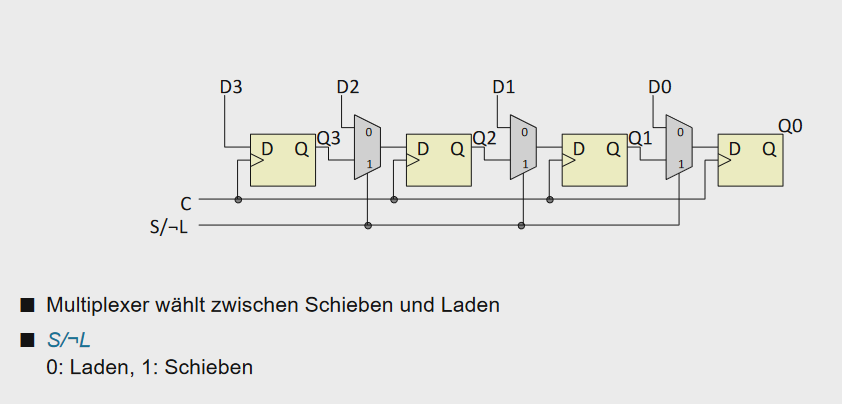 D3 D2 D1 D0
Q0
D Q Q3 0 1 D Q Q2 0 1 D Q Q1 0 1 D Q
C
S/¬L
■ Multiplexer wählt zwischen Schieben und Laden
■ S/¬L
0: Laden, 1: Schieben